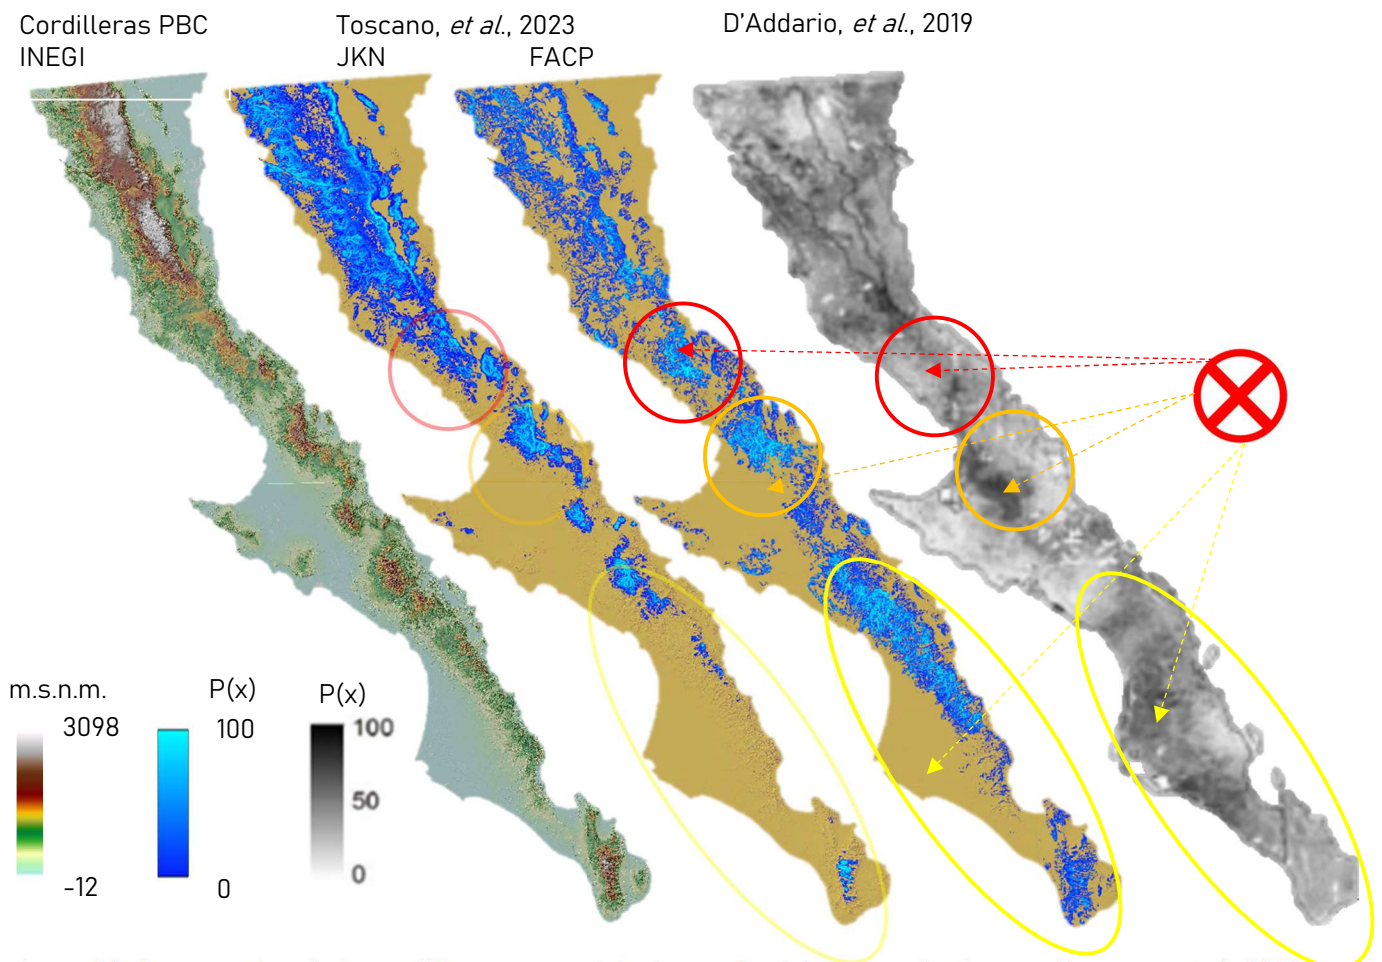 Cordilleras PBC
INEGI
Toscano, et al., 2023
JKN FACP
D'Addario, et al., 2019
m.s.n.m.
3098
-12
P(x)
100
0
P(x)
100
50
0